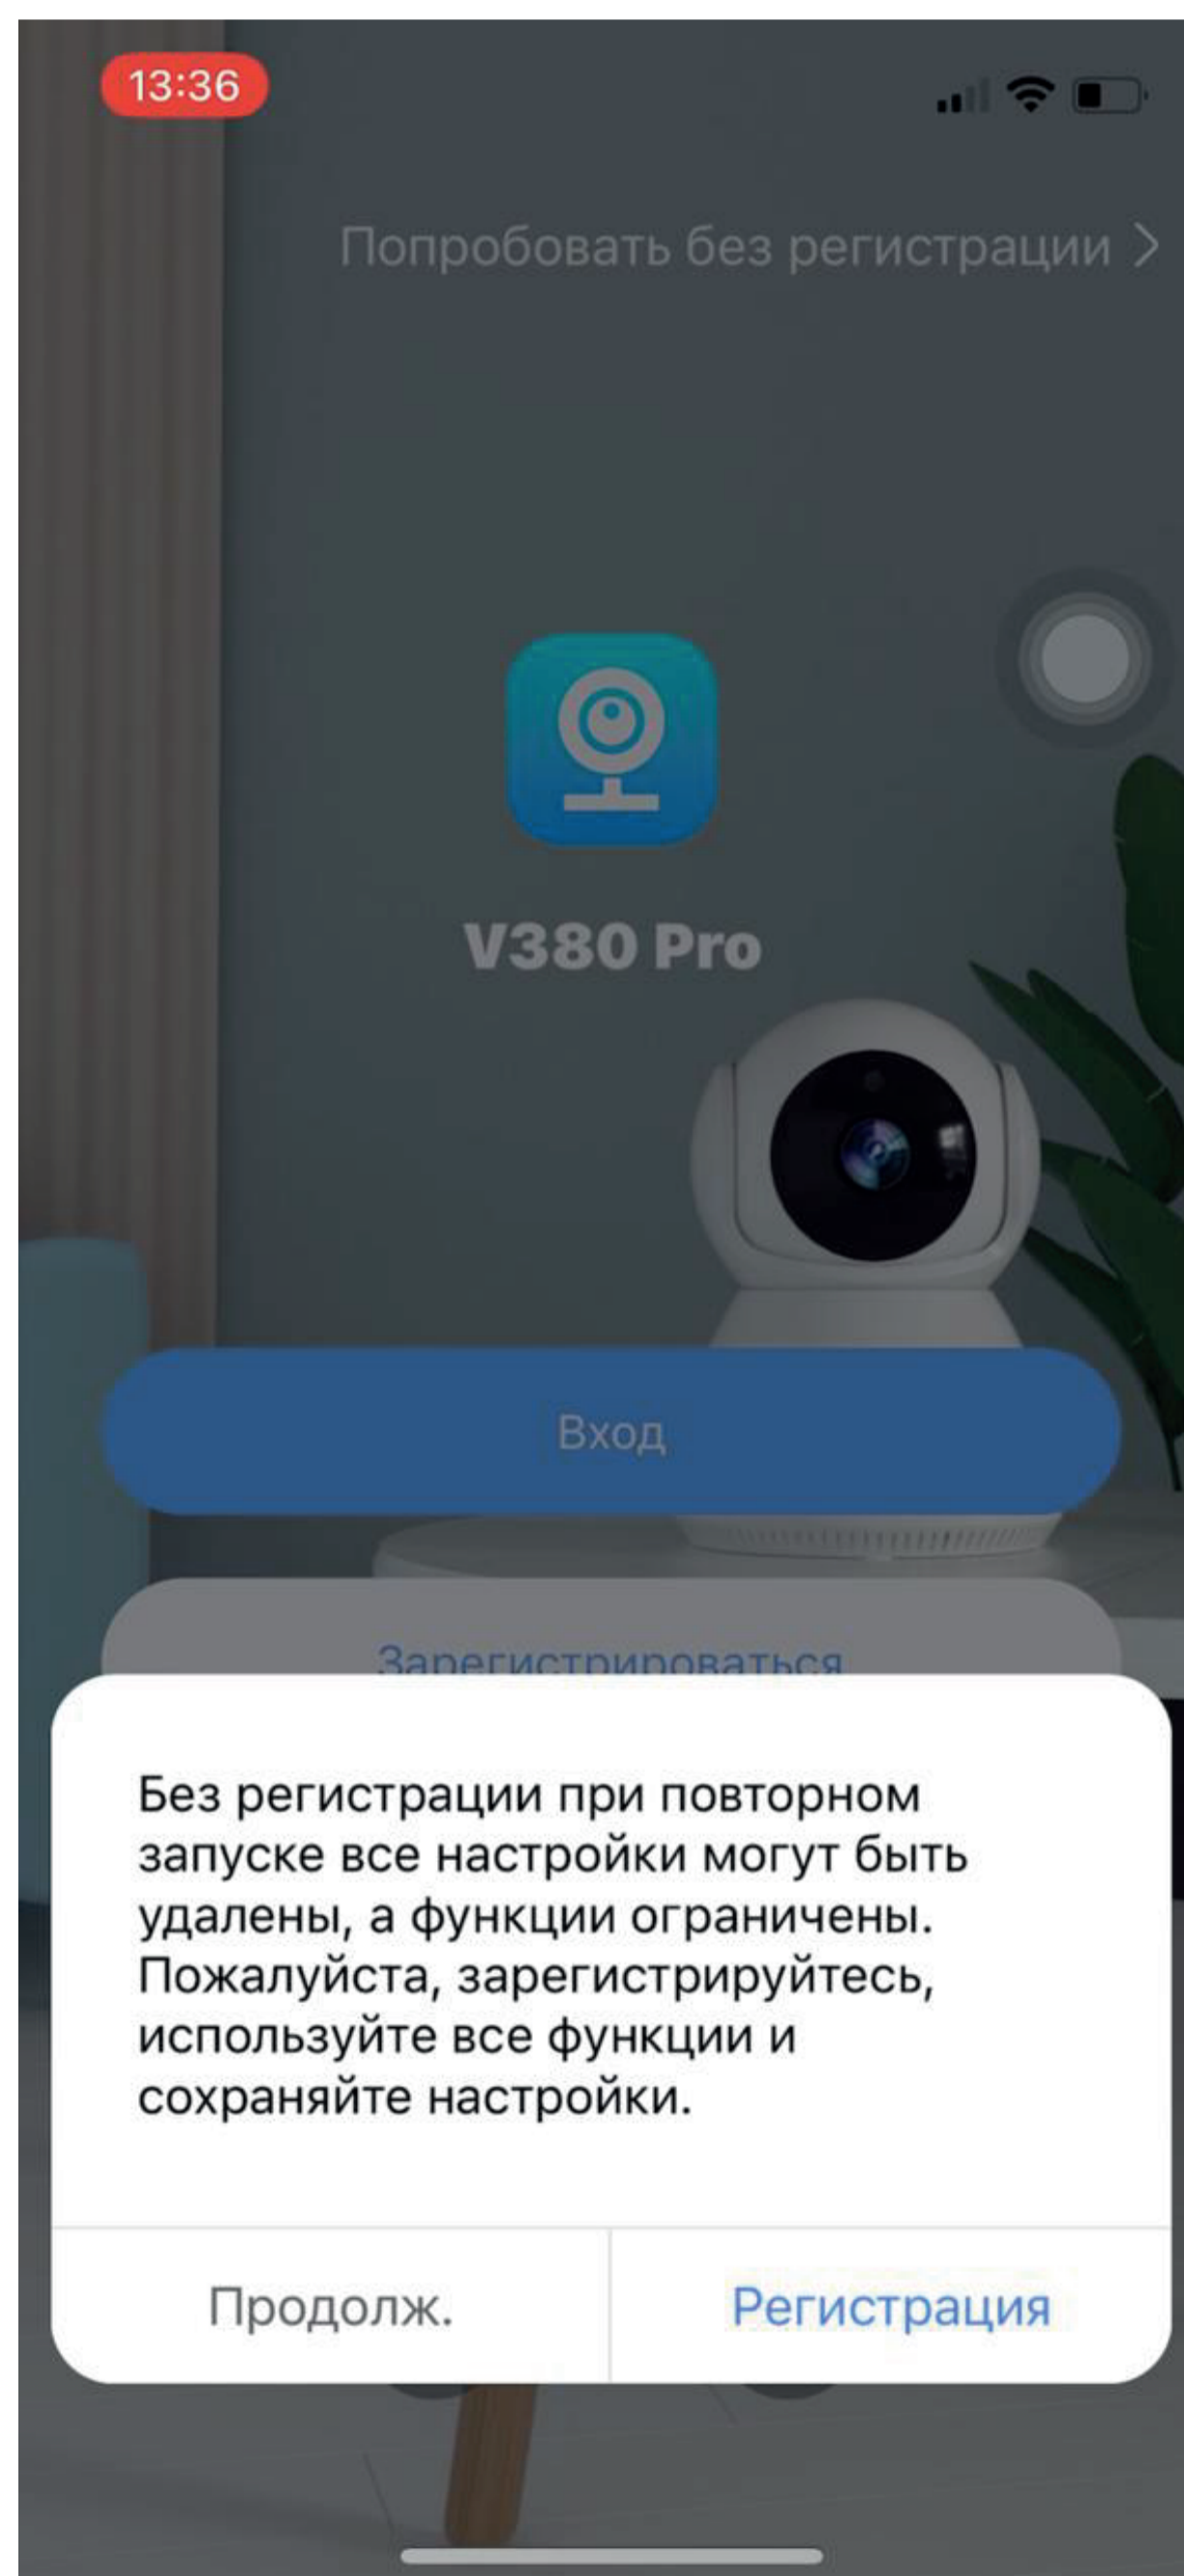 13:36
Попробовать без регистрации
V380 Pro
Вход
Зарегистрироваться
Без регистрации при повторном
запуске все настройки могут быть
удалены, а функции ограничены.
Пожалуйста, зарегистрируйтесь,
используйте все функции и
сохраняйте настройки.
Продолж.
Регистрация